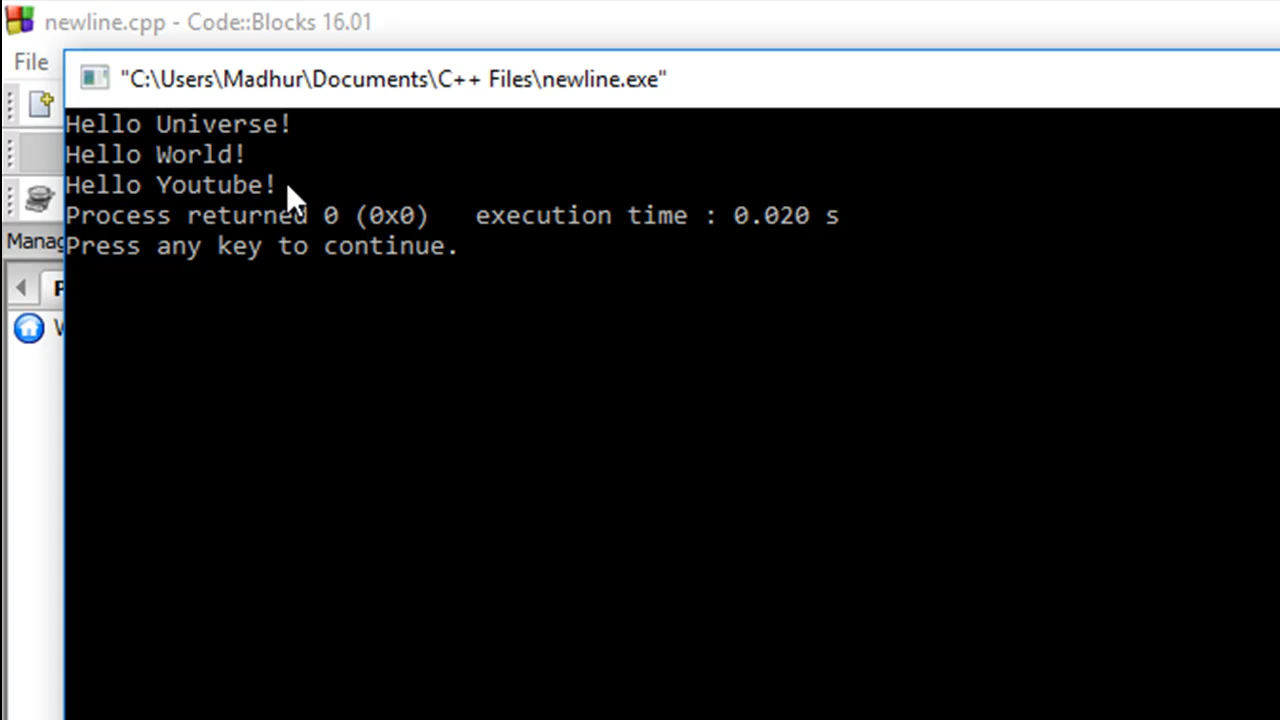 newline.cpp - Code::Blocks 16.01
File
"C:\Users\Madhur\Documents\C++ Files\newline.exe"
Hello Universe!
Hello World!
Hello Youtube!
Process returned 0 (0x0)   execution time : 0.020 s
Manag
Press any key to continue.